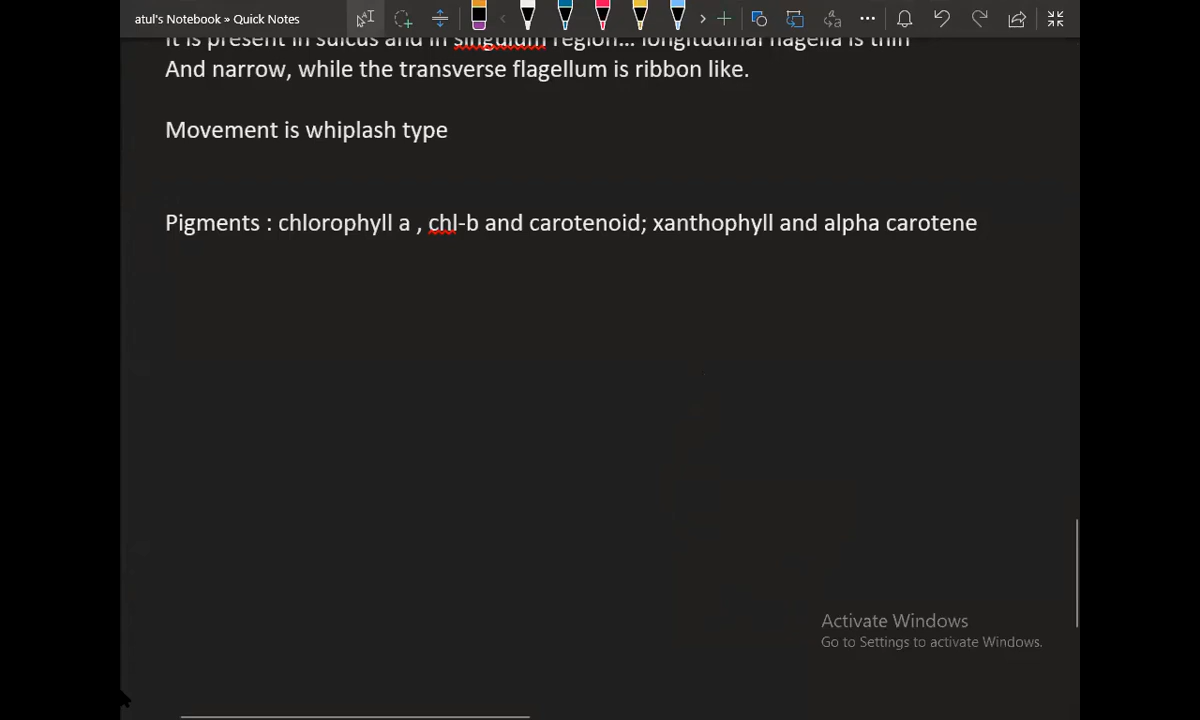 atul's Notebook » Quick Notes
It is present in sulcus and in singulum region... longitudinal flagella is thin
And narrow, while the transverse flagellum is ribbon like.
Movement is whiplash type
Pigments : chlorophyll a , chl-b and carotenoid; xanthophyll and alpha carotene
Activate Windows
Go to Settings to activate Windows.